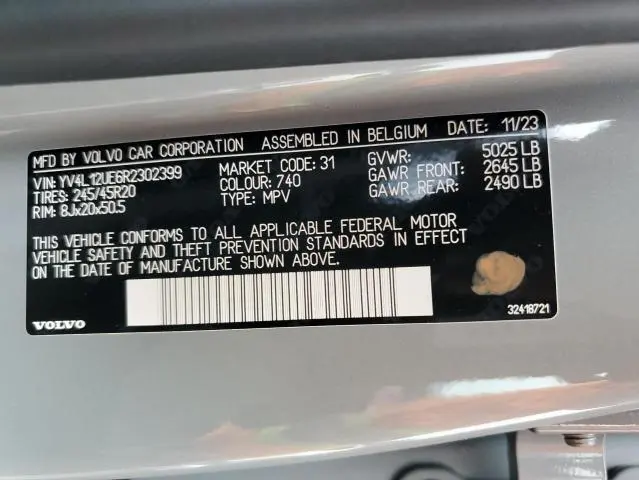 MFD BY VOLVO CAR CORPORATION ASSEMBLED IN BELGIUM DATE: 11/23
VIN: YV4L12UE6R2302399 MARKET CODE: 31 GVWR: 5025 LB
TIRES: 245/45R20 COLOUR: 740 GAWR FRONT: 2645 LB
RIM: 8Jx20x50.5 TYPE: MPV GAWR REAR: 2490 LB
THIS VEHICLE CONFORMS TO ALL APPLICABLE FEDERAL MOTOR
VEHICLE SAFETY AND THEFT PREVENTION STANDARDS IN EFFECT
ON THE DATE OF MANUFACTURE SHOWN ABOVE.
VOLVO
32418721